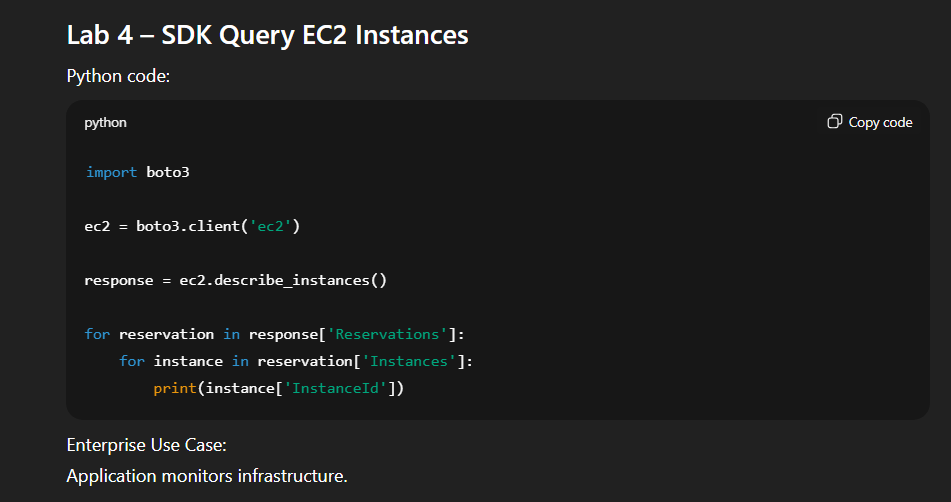 Lab 4 – SDK Query EC2 Instances
Python code:
python
Copy code
import boto3
ec2 = boto3.client('ec2')
response = ec2.describe_instances()
for reservation in response['Reservations']:
    for instance in reservation['Instances']:
        print(instance['InstanceId'])
Enterprise Use Case:
Application monitors infrastructure.